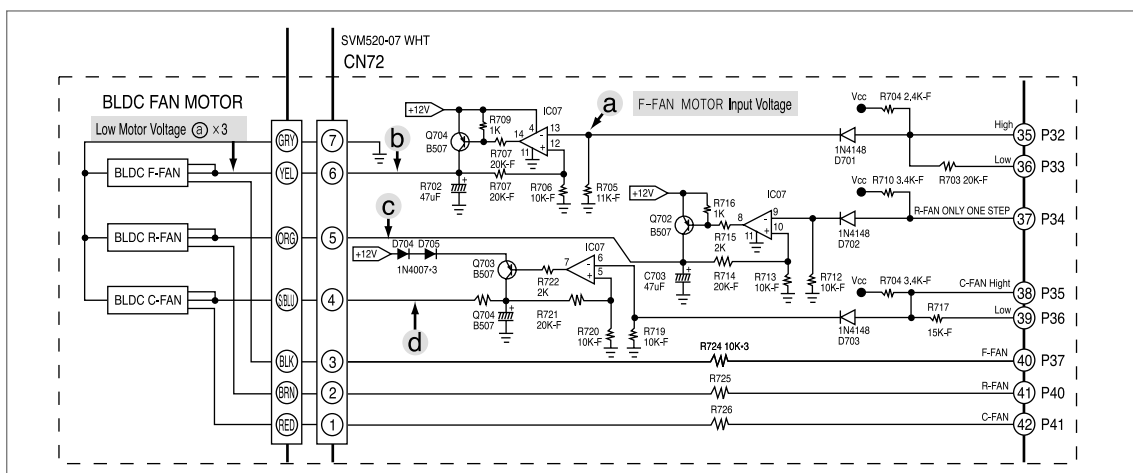 SVM520-07 WHT
CN72
BLDC FAN MOTOR
Low Motor Voltage ⓐ ×3
GRY
YEL
ORG
S/BLU
BLK
BRN
RED
7
6
5
4
3
2
1
BLDC F-FAN
BLDC R-FAN
BLDC C-FAN
a
F-FAN MOTOR Input Voltage
b
c
d
+12V
Q704
B507
R709
1K
IC07
4
14
13
12
11
R707
20K-F
R707
20K-F
R702
47uF
R706
10K-F
R705
11K-F
Vcc
R704 2,4K-F
1N4148
D701
High
Low
R703 20K-F
35 P32
36 P33
+12V
Q702
B507
R716
1K
IC07
8
9
10
11
R715
2K
C703
47uF
R714
20K-F
R713
10K-F
R712
10K-F
Vcc
R710 3.4K-F
R-FAN ONLY ONE STEP
1N4148
D702
37 P34
D704 D705
+12V
1N4007*3
Q703
B507
IC07
7
6
5
R722
2K
Q704
B507
R721
20K-F
R720
10K-F
R719
10K-F
Vcc
R704 3,4K-F
C-FAN Hight
1N4148
D703
Low
R717
15K-F
38 P35
39 P36
R724 10K*3
F-FAN
40 P37
R725
R-FAN
41 P40
R726
C-FAN
42 P41